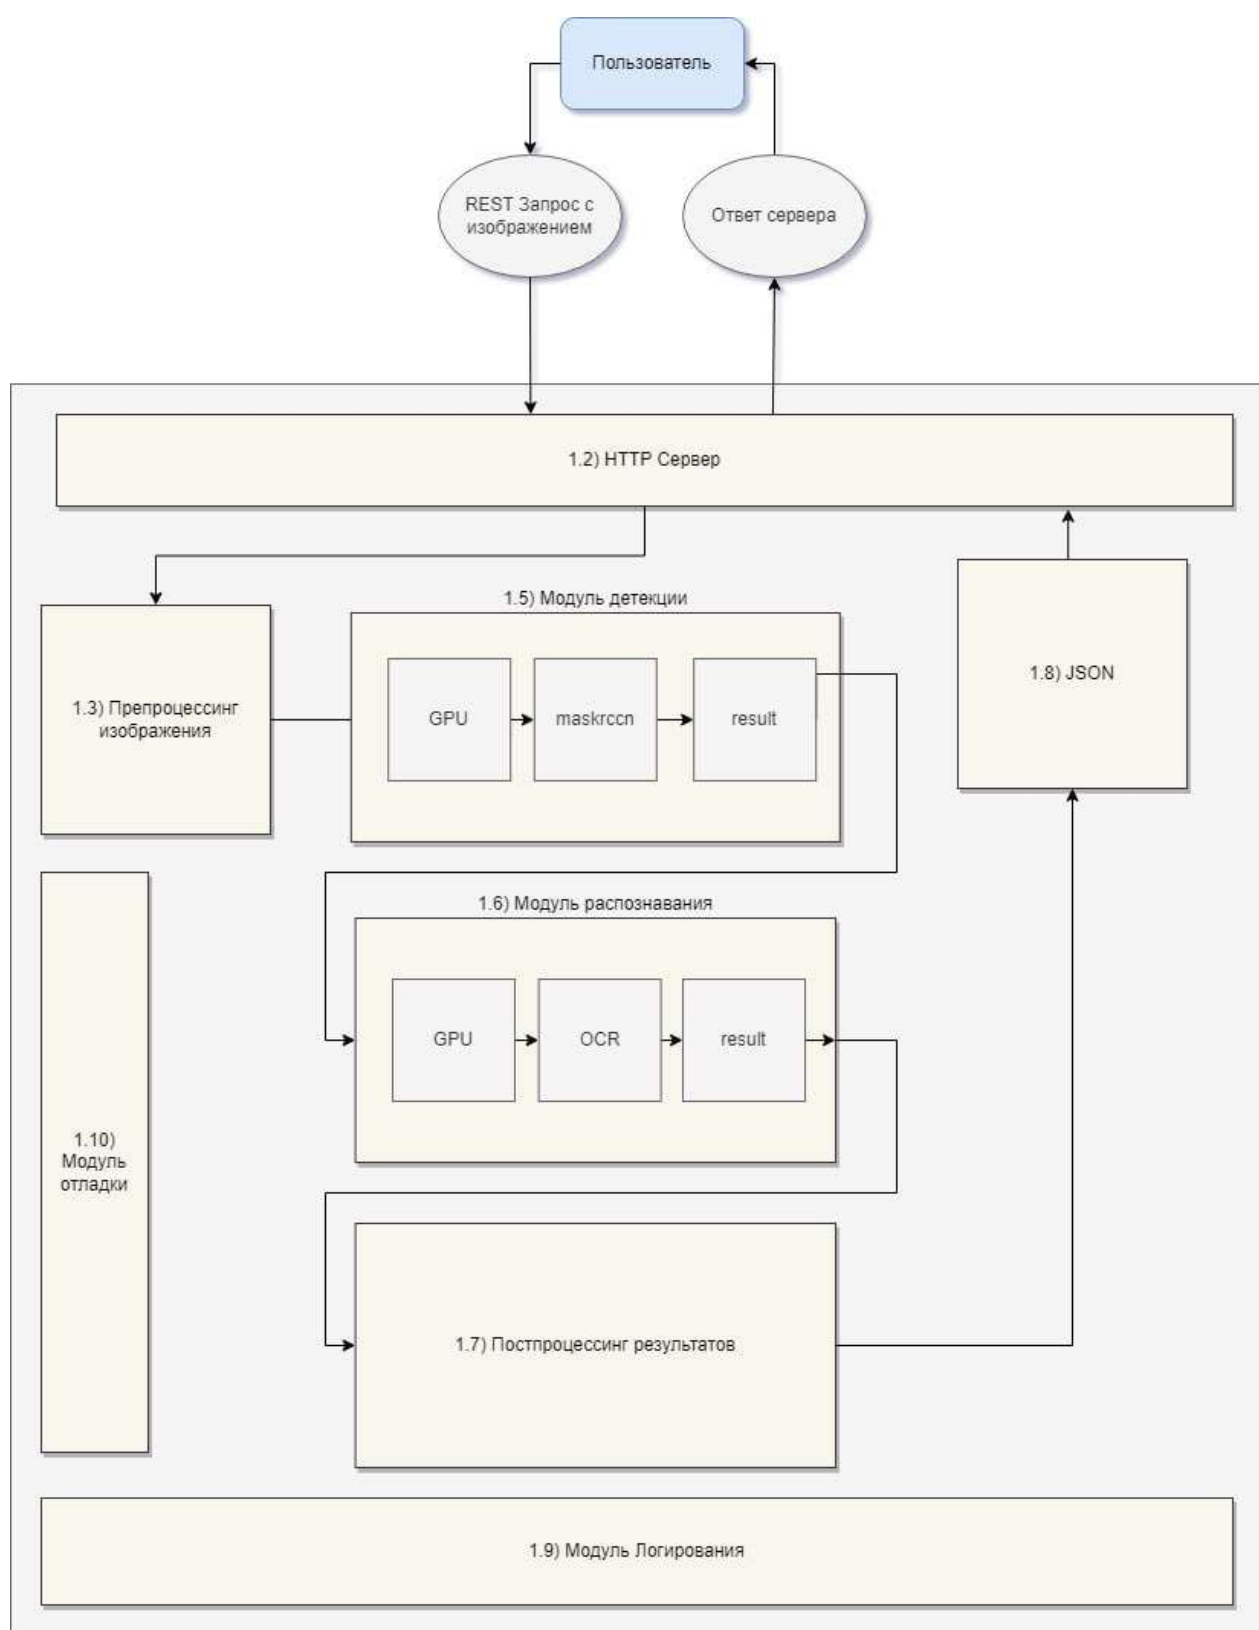 Пользователь
REST Запрос с
изображением
Ответ сервера
1.2) HTTP Сервер
1.3) Препроцессинг
изображения
1.5) Модуль детекции
GPU
maskrccn
result
1.8) JSON
1.6) Модуль распознавания
GPU
OCR
result
1.10)
Модуль
отладки
1.7) Постпроцессинг результатов
1.9) Модуль Логирования